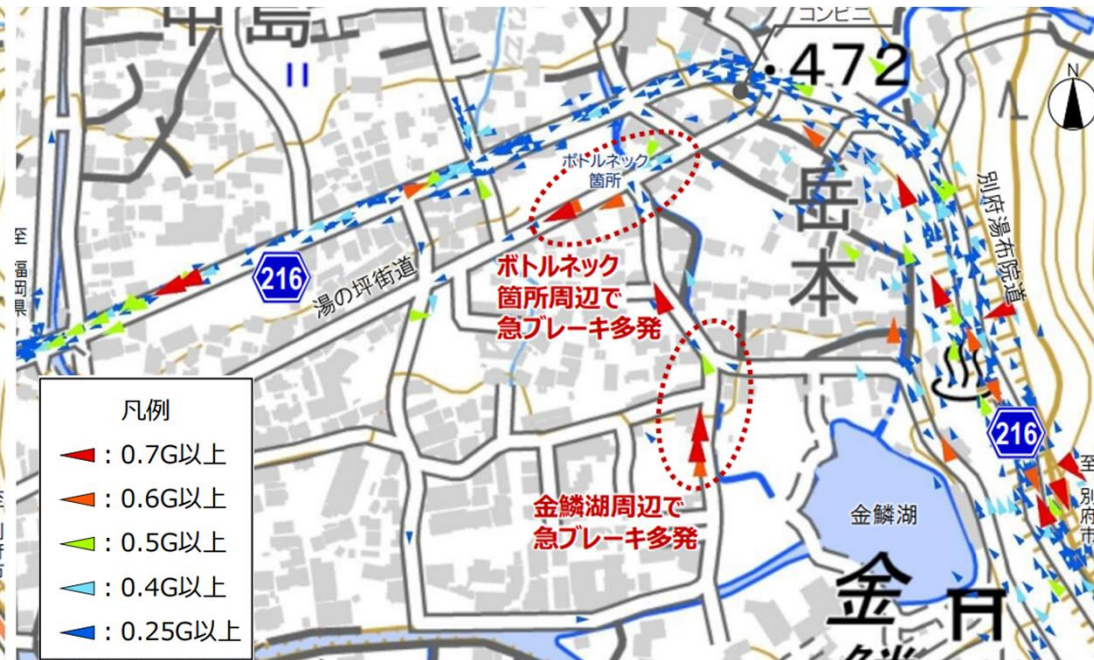 中島
コンビニ
・472
N
ボトルネック
箇所
岳
本
別府湯布院道
至
福岡県
216
湯の坪街道
ボトルネック
箇所周辺で
急ブレーキ多発
凡例
:0.7G以上
:0.6G以上
:0.5G以上
:0.4G以上
:0.25G以上
216
至
別府市
金鱗湖
金鱗湖周辺で
急ブレーキ多発
金
鱗